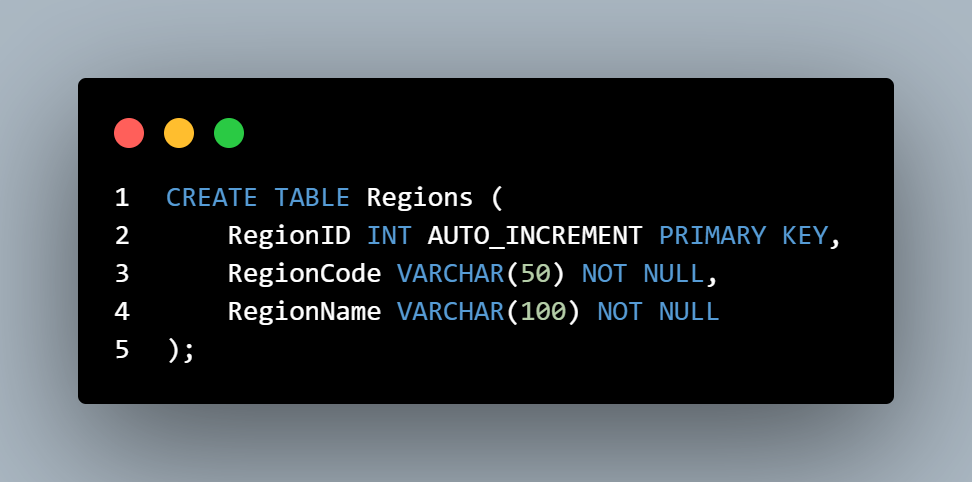 1 CREATE TABLE Regions (
2     RegionID INT AUTO_INCREMENT PRIMARY KEY,
3     RegionCode VARCHAR(50) NOT NULL,
4     RegionName VARCHAR(100) NOT NULL
5 );